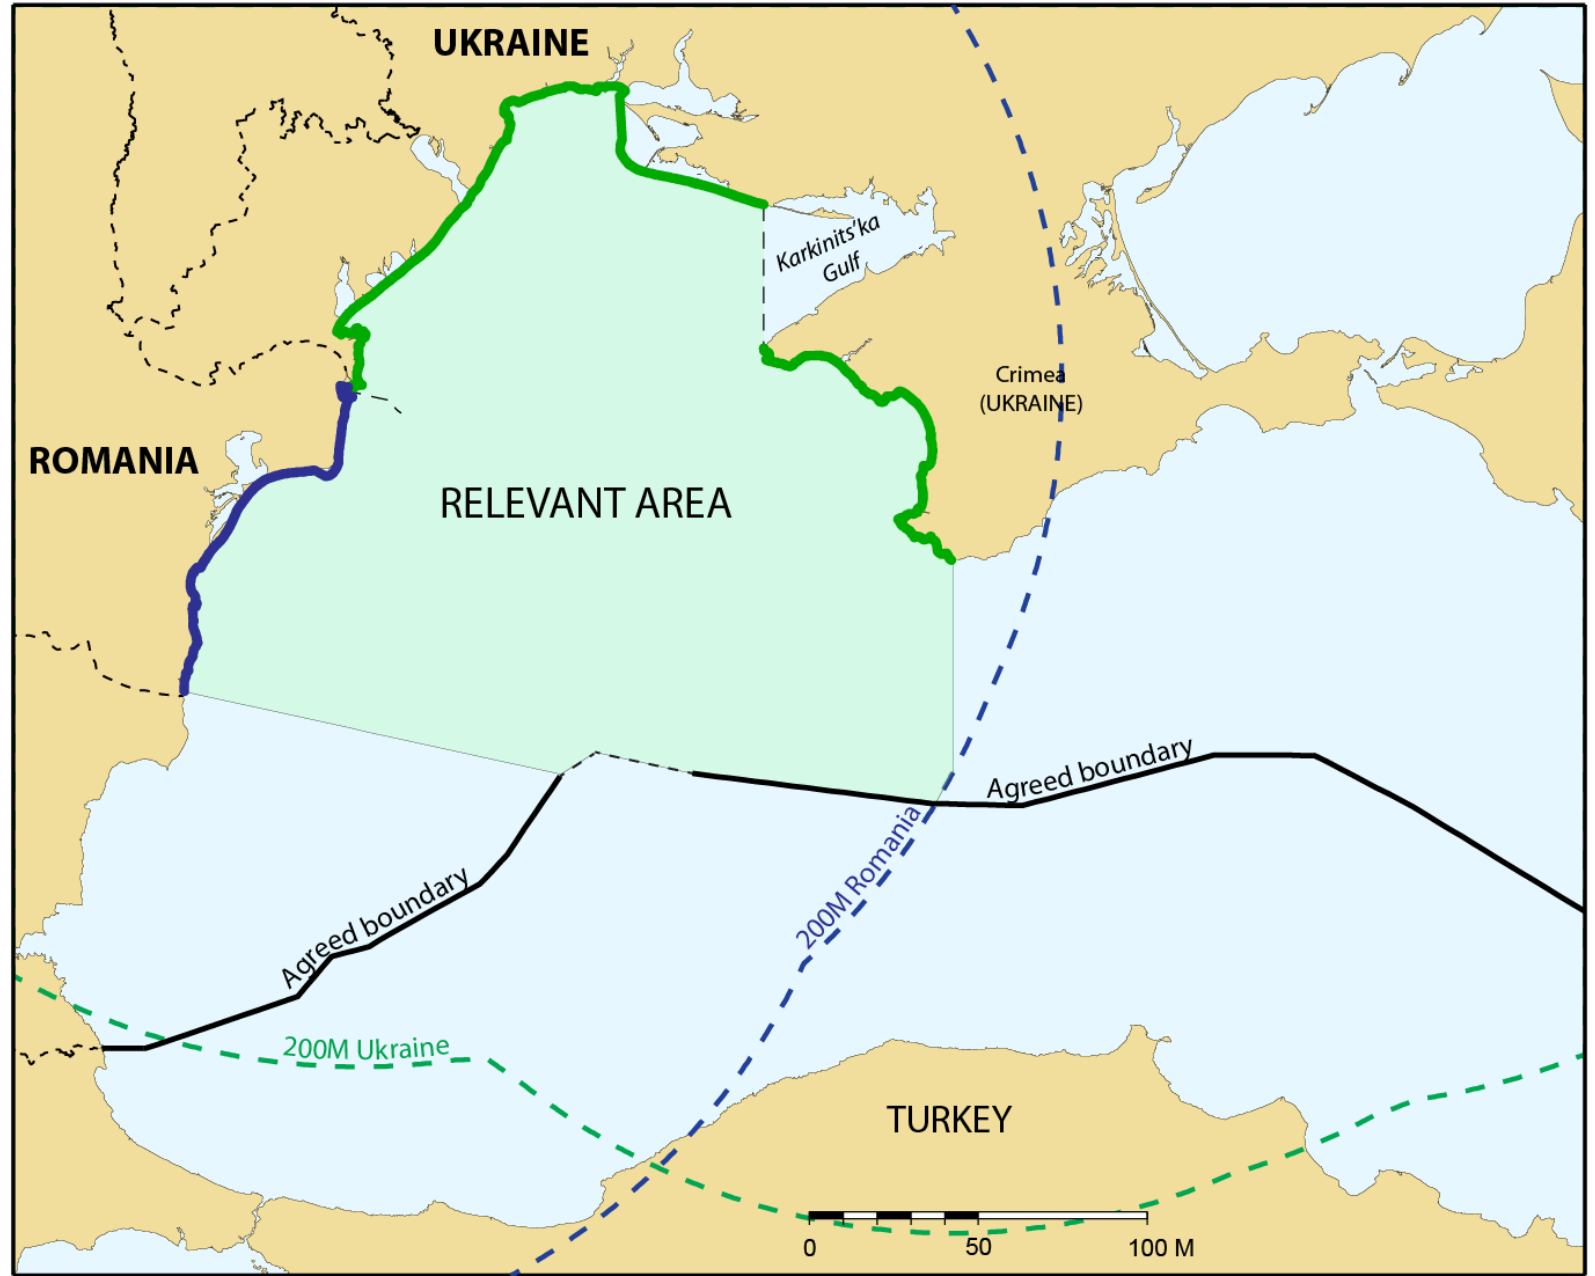 UKRAINE
Karkinits'ka
Gulf
Crimea
(UKRAINE)
ROMANIA
RELEVANT AREA
Agreed boundary
200M Romania
Agreed boundary
200M Ukraine
TURKEY
0 50 100 M